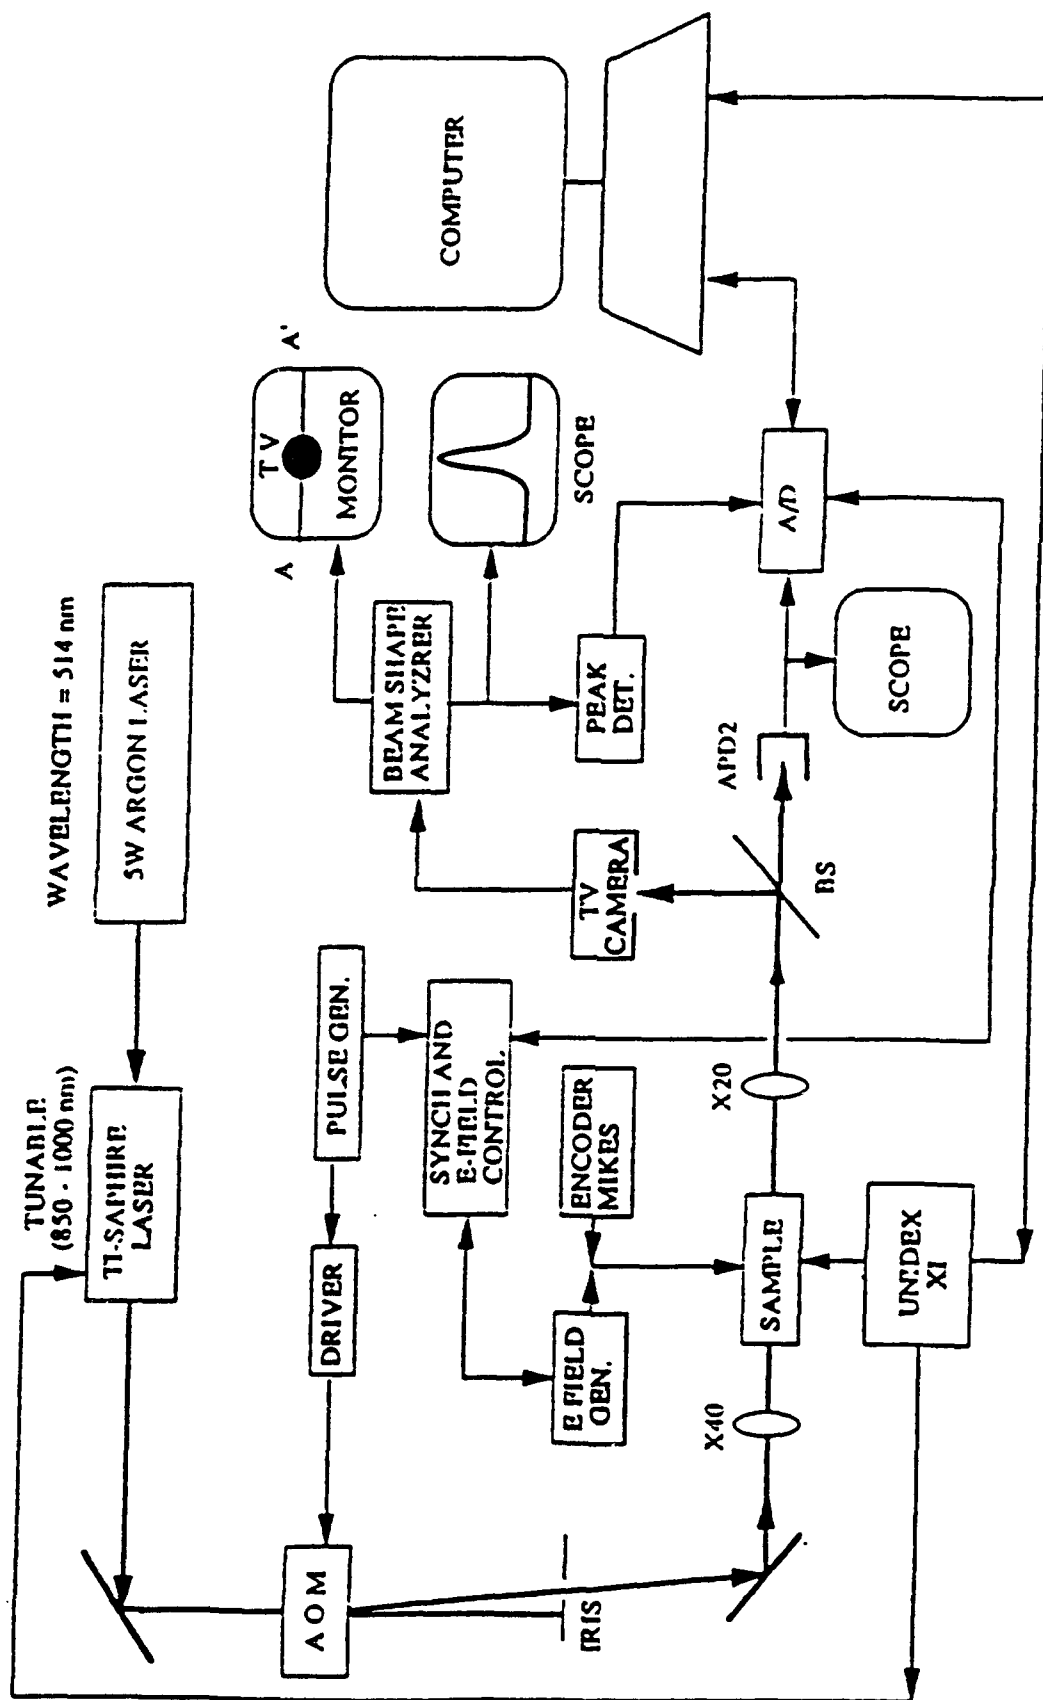 WAVELENGTH = 514 nm
5W ARGON LASER
TUNABLE
(850 - 1000 nm)
TI-SAPHIRE
LASER
A
A'
T V
MONITOR
COMPUTER
BEAM SHAPE
ANALYZRER
SCOPE
PULSE GEN.
DRIVER
A O M
SYNCH AND
E-FIELD
CONTROL
PEAK
DET.
TV
CAMERA
ENCODER
MIKES
E FIELD
GEN.
IRIS
X40
SAMPLE
X20
BS
APD2
A/D
SCOPE
UNIDEX
XI